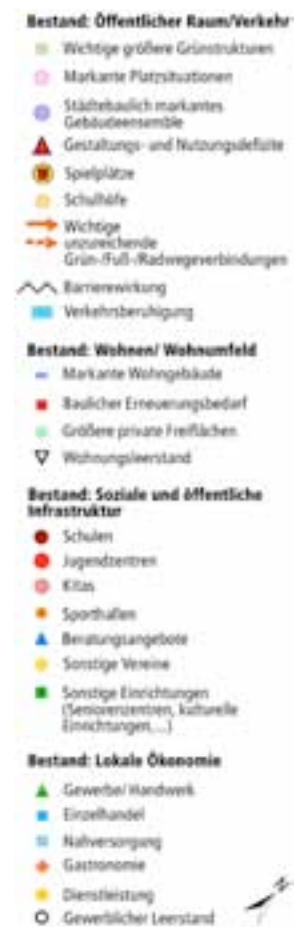 Bestand: Öffentlicher Raum/Verkehr
Wichtige größere Grünstrukturen
Markante Platzsituationen
Städtebaulich markantes
Gebäudeensemble
Gestaltungs- und Nutzungsdefizite
Spielplätze
Schulhöfe
Wichtige
unzureichende
Grün-/Fuß-/Radwegeverbindungen
Barrierewirkung
Verkehrsberuhigung
Bestand: Wohnen/ Wohnumfeld
Markante Wohngebäude
Baulicher Erneuerungsbedarf
Größere private Freiflächen
Wohnungsleerstand
Bestand: Soziale und öffentliche
Infrastruktur
Schulen
Jugendzentren
Kitas
Sporthallen
Beratungsangebote
Sonstige Vereine
Sonstige Einrichtungen
(Seniorenzentren, kulturelle
Einrichtungen,...)
Bestand: Lokale Ökonomie
Gewerbe/ Handwerk
Einzelhandel
Nahversorgung
Gastronomie
Dienstleistung
Gewerblicher Leerstand